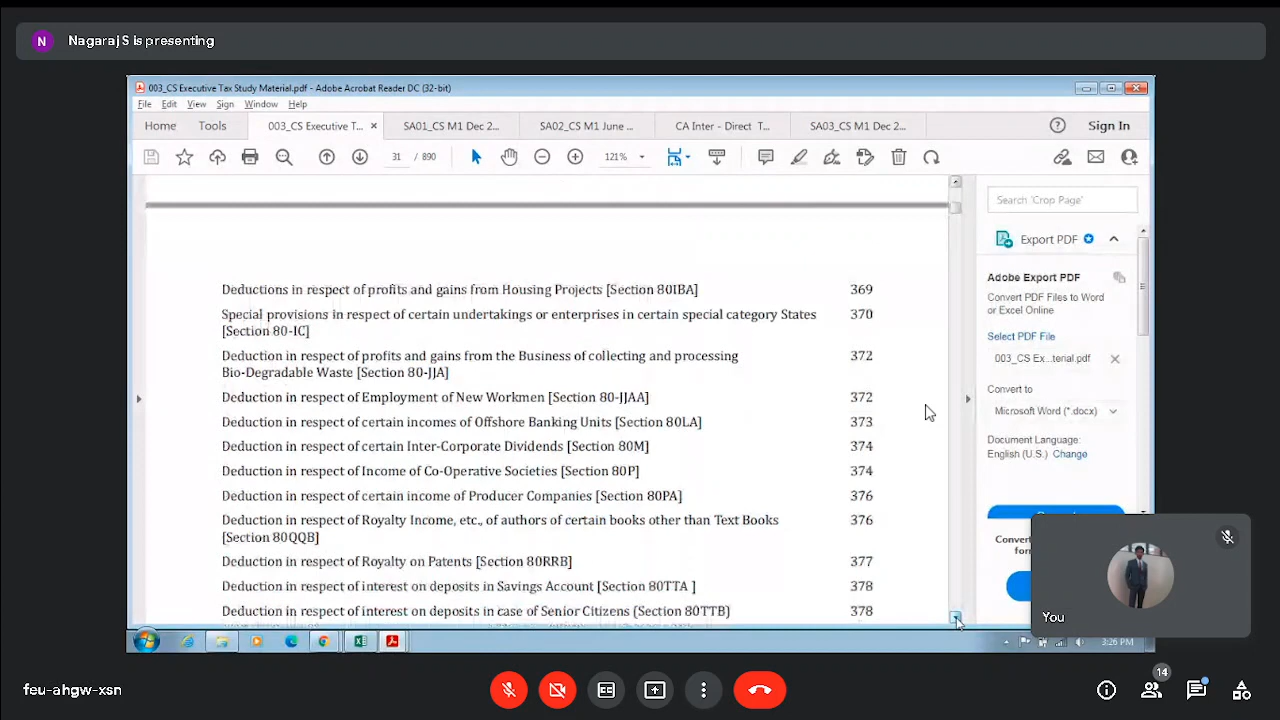 N Nagaraj S is presenting
003_CS Executive Tax Study Material.pdf - Adobe Acrobat Reader DC (32-bit)
File Edit View Sign Window Help
Home Tools 003_CS Executive T... × SA01_CS M1 Dec 2... SA02_CS M1 June ... CA Inter - Direct T... SA03_CS M1 Dec 2... Sign In
31 / 890 121%
Search 'Crop Page'
Export PDF
Adobe Export PDF
Convert PDF Files to Word
or Excel Online
Select PDF File
003_CS Ex...terial.pdf ×
Convert to
Microsoft Word (*.docx)
Document Language:
English (U.S.) Change
Deductions in respect of profits and gains from Housing Projects [Section 80IBA] 369
Special provisions in respect of certain undertakings or enterprises in certain special category States 370
[Section 80-IC]
Deduction in respect of profits and gains from the Business of collecting and processing 372
Bio-Degradable Waste [Section 80-JJA]
Deduction in respect of Employment of New Workmen [Section 80-JJAA] 372
Deduction in respect of certain incomes of Offshore Banking Units [Section 80LA] 373
Deduction in respect of certain Inter-Corporate Dividends [Section 80M] 374
Deduction in respect of Income of Co-Operative Societies [Section 80P] 374
Deduction in respect of certain income of Producer Companies [Section 80PA] 376
Deduction in respect of Royalty Income, etc., of authors of certain books other than Text Books 376
[Section 80QQB]
Deduction in respect of Royalty on Patents [Section 80RRB] 377
Deduction in respect of interest on deposits in Savings Account [Section 80TTA ] 378
Deduction in respect of interest on deposits in case of Senior Citizens (Section 80TTB) 378
You
3:26 PM
feu-ahgw-xsn
CC
14